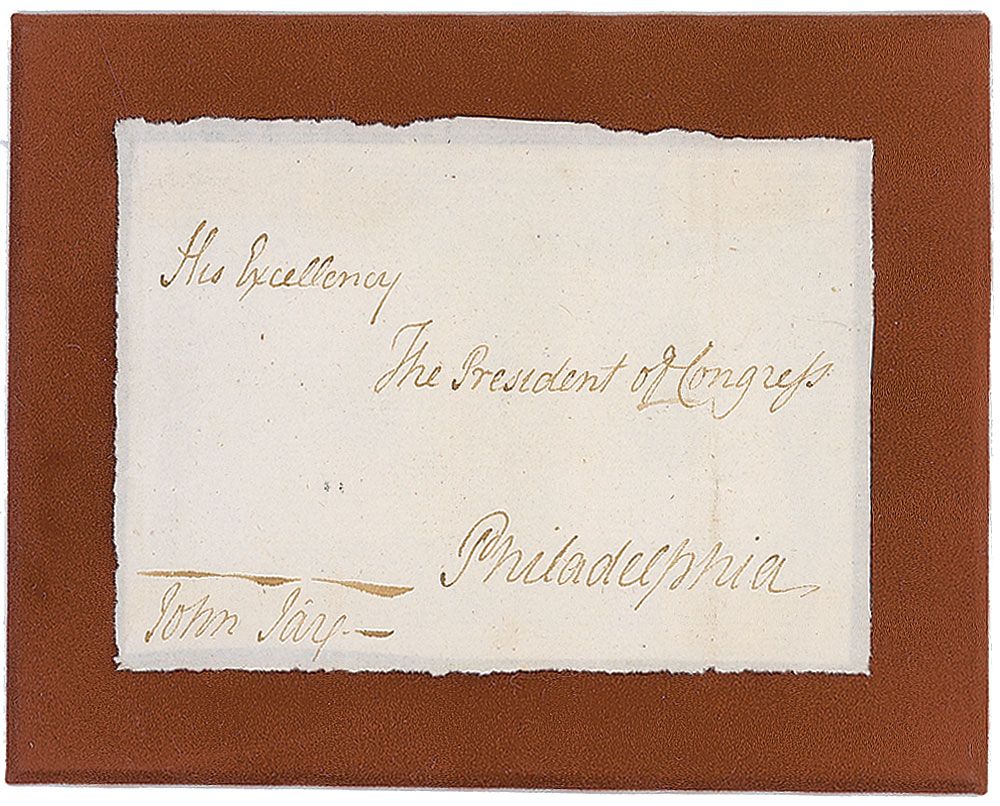 His Excellency
The President of Congreſs
Philadelphia
John Jay